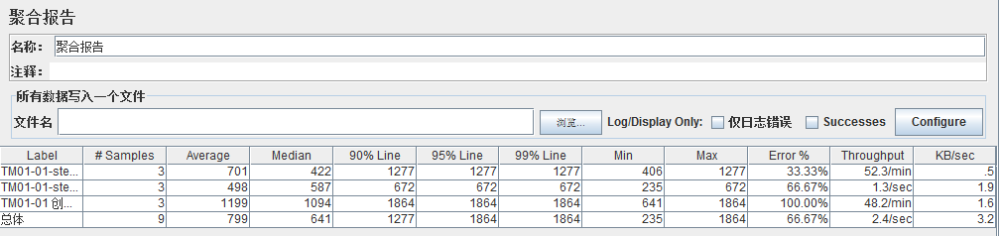 聚合报告
名称： 聚合报告
注释：
所有数据写入一个文件
文件名 浏览... Log/Display Only: 仅日志错误 Successes Configure
Label # Samples Average Median 90% Line 95% Line 99% Line Min Max Error % Throughput KB/sec
TM01-01-ste... 3 701 422 1277 1277 1277 406 1277 33.33% 52.3/min .5
TM01-01-ste... 3 498 587 672 672 672 235 672 66.67% 1.3/sec 1.9
TM01-01 创... 3 1199 1094 1864 1864 1864 641 1864 100.00% 48.2/min 1.6
总体 9 799 641 1277 1864 1864 235 1864 66.67% 2.4/sec 3.2